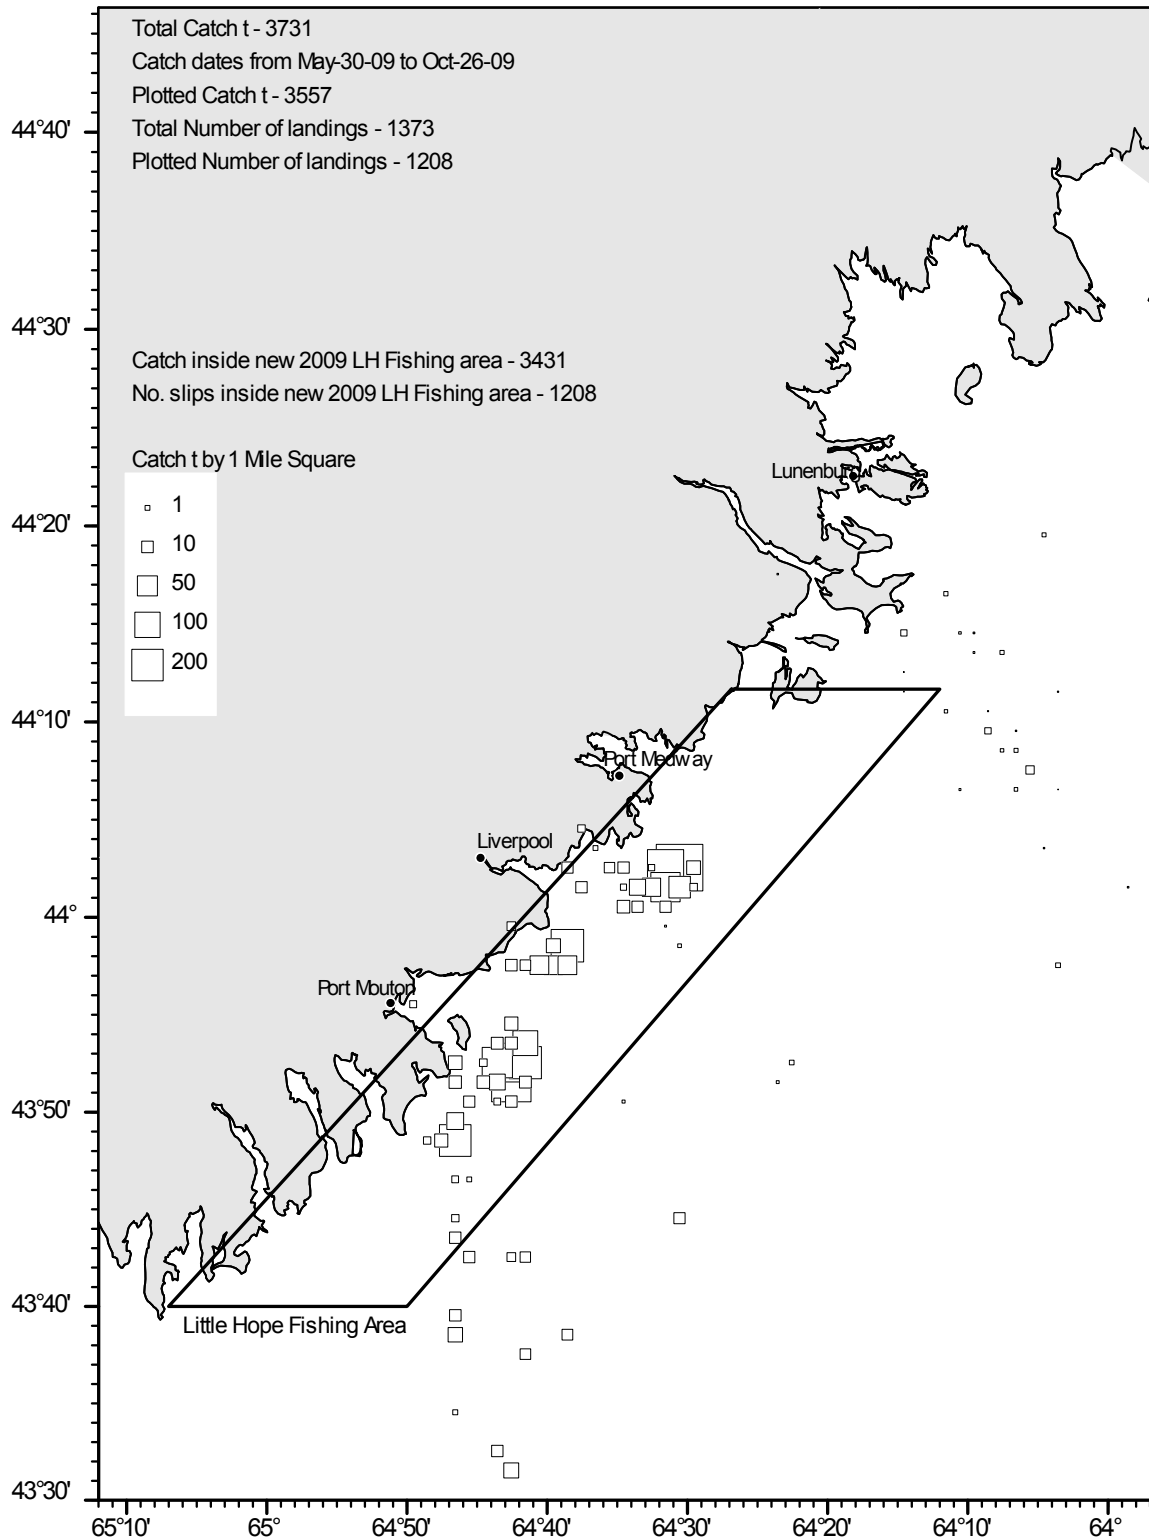 Total Catch t - 3731
Catch dates from May-30-09 to Oct-26-09
Plotted Catch t - 3557
Total Number of landings - 1373
Plotted Number of landings - 1208
Catch inside new 2009 LH Fishing area - 3431
No. slips inside new 2009 LH Fishing area - 1208
Catch t by 1 Mile Square
1
10
50
100
200
44°40'
44°30'
44°20'
44°10'
44°
43°50'
43°40'
43°30'
Lunenburg
Port Medway
Liverpool
Port Mouton
Little Hope Fishing Area
65°10'
65°
64°50'
64°40'
64°30'
64°20'
64°10'
64°